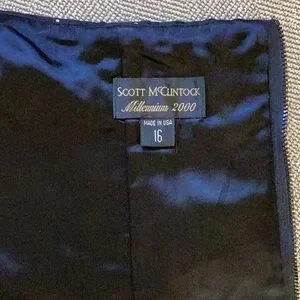 SCOTT MCCLINTOCK
Millennium 2000
MADE IN USA
16